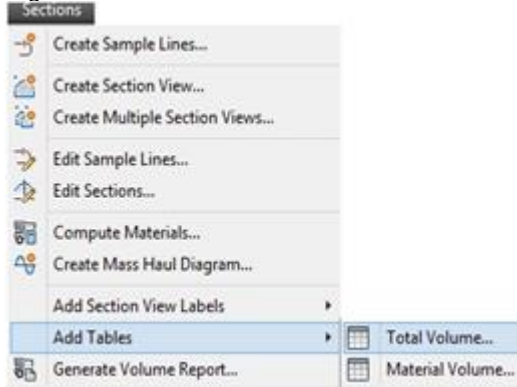 Sections
Create Sample Lines...
Create Section View...
Create Multiple Section Views...
Edit Sample Lines...
Edit Sections...
Compute Materials...
Create Mass Haul Diagram...
Add Section View Labels
Add Tables
Total Volume...
Generate Volume Report...
Material Volume...